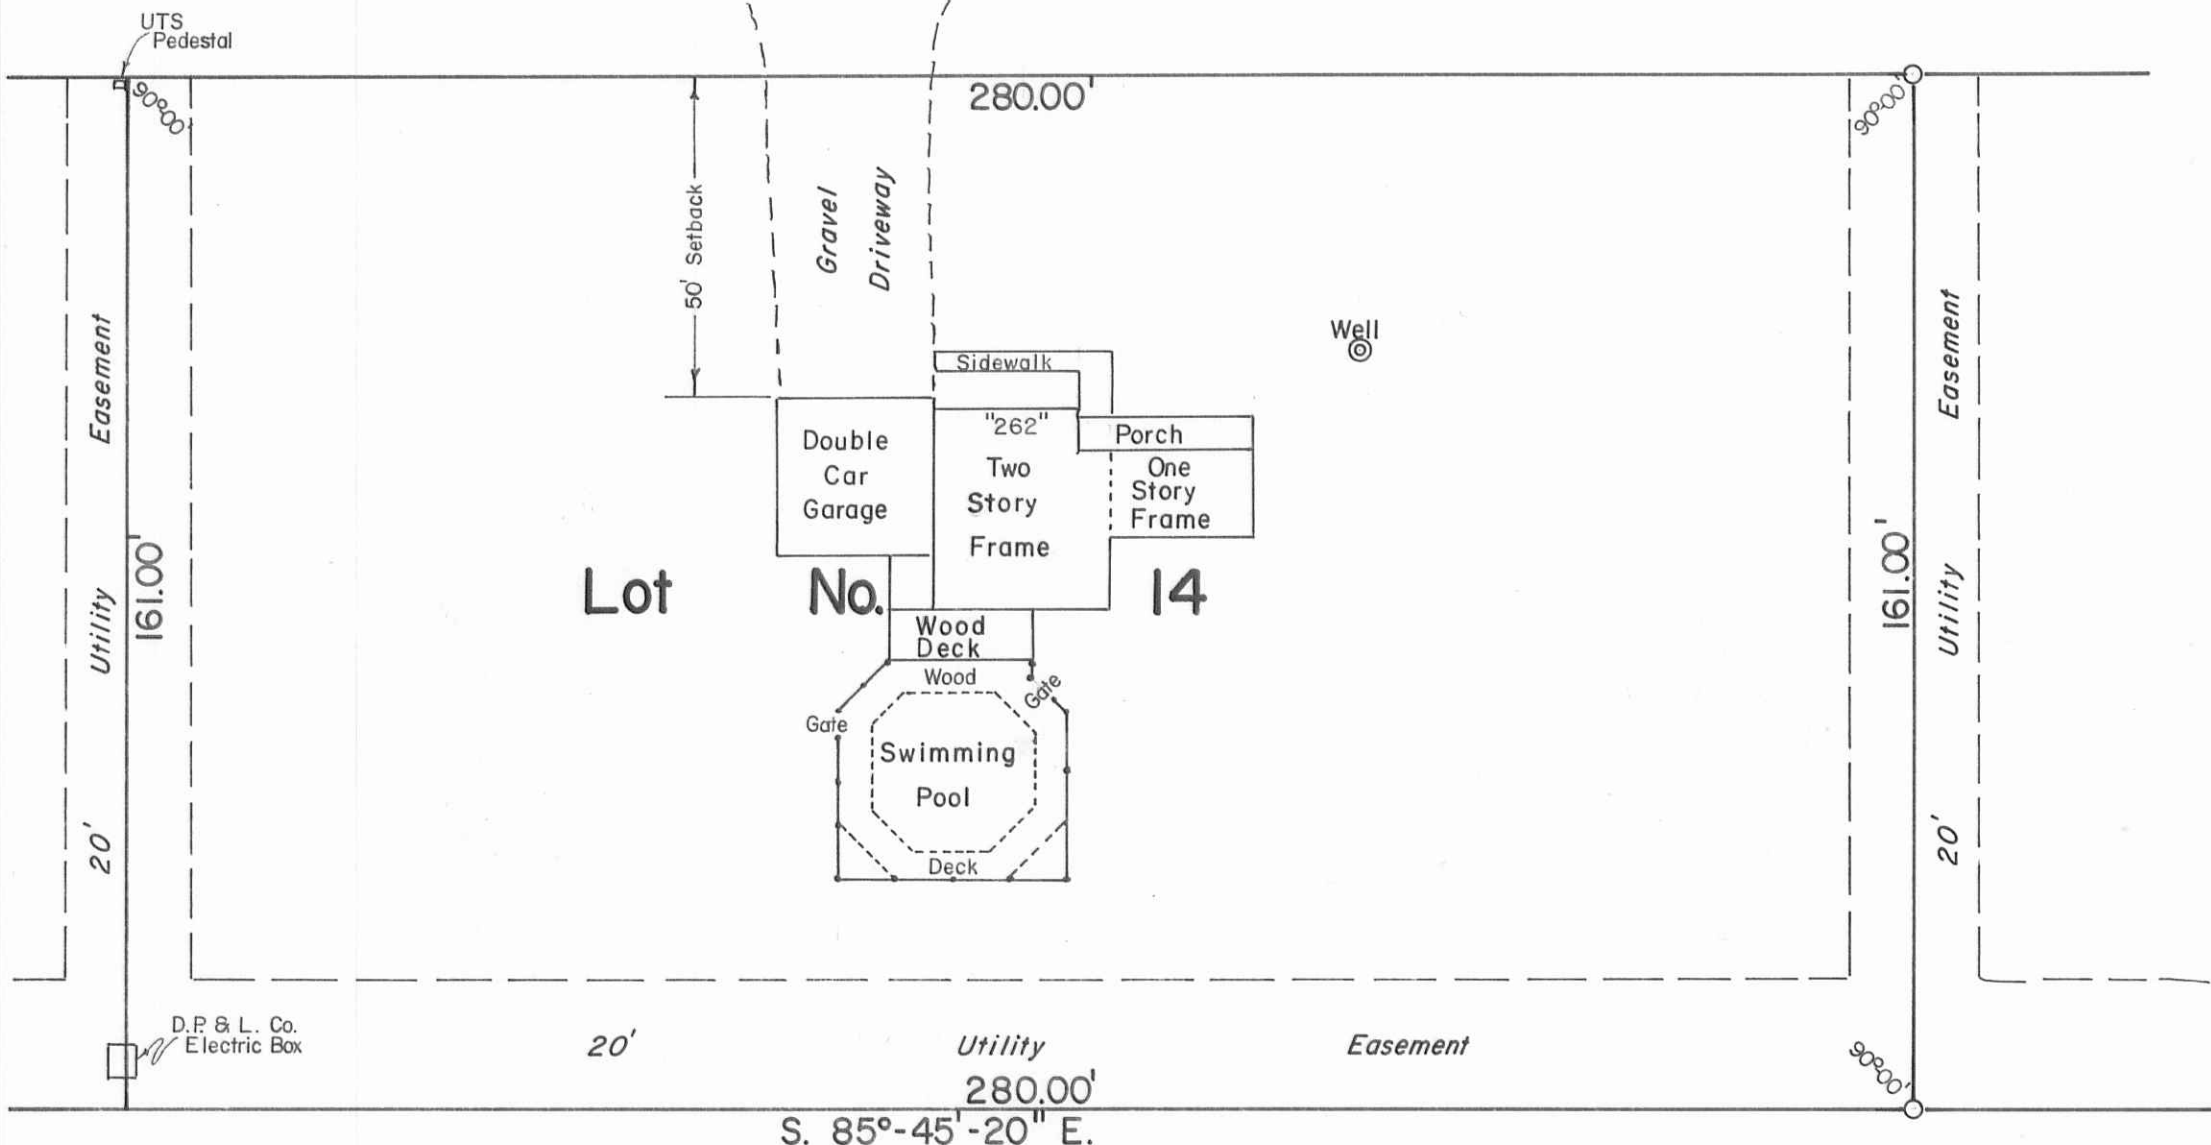 UTS
Pedestal
90°00'
280.00'
90°-00'
50' Setback
Gravel
Driveway
Well
Sidewalk
"262"
Porch
Double
Car
Garage
Two
Story
Frame
One
Story
Frame
20' Utility Easement
161.00'
Lot No. 14
161.00'
20' Utility Easement
Wood
Deck
Wood
Gate
Gate
Swimming
Pool
Deck
D.P. & L. Co.
Electric Box
20' Utility Easement
90°-00'
280.00'
S. 85°-45'-20" E.